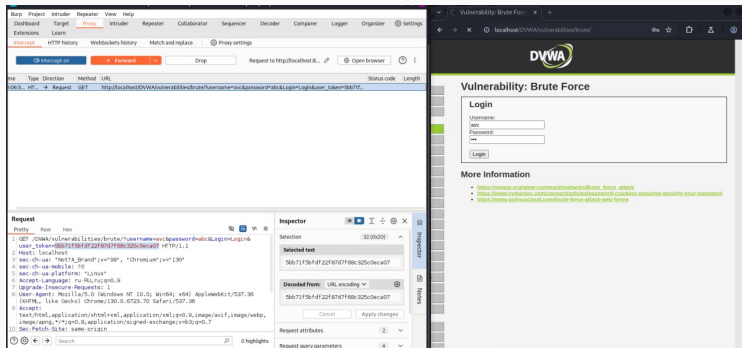 Burp Project Intruder Repeater View Help
Dashboard Target Proxy Intruder Repeater Collaborator Sequencer Decoder Comparer Logger Organizer Settings
Extensions Learn
Intercept HTTP history WebSockets history Match and replace Proxy settings
Intercept on Forward Drop Request to http://localhost:8... Open browser
me Type Direction Method URL Status code Length
HT... → Request GET http://localhost/DVWA/vulnerabilities/brute/?username=avc&password=abc&Login=Login&user_token=5bb71f...
Request
Pretty Raw Hex
1 GET /DVWA/vulnerabilities/brute/?username=avc&password=abc&Login=Login&
user_token=5bb71f5bfdf22f87d7f68c325c0eca07 HTTP/1.1
2 Host: localhost
3 sec-ch-ua: "Not?A_Brand";v="99", "Chromium";v="130"
4 sec-ch-ua-mobile: ?0
5 sec-ch-ua-platform: "Linux"
6 Accept-Language: ru-RU,ru;q=0.9
7 Upgrade-Insecure-Requests: 1
8 User-Agent: Mozilla/5.0 (Windows NT 10.0; Win64; x64) AppleWebKit/537.36
(KHTML, like Gecko) Chrome/130.0.6723.70 Safari/537.36
9 Accept:
text/html,application/xhtml+xml,application/xml;q=0.9,image/avif,image/webp,
image/apng,*/*;q=0.8,application/signed-exchange;v=b3;q=0.7
10 Sec-Fetch-Site: same-origin
Search 0 highlights
Inspector
Selection 32 (0x20)
Selected text
5bb71f5bfdf22f87d7f68c325c0eca07
Decoded from: URL encoding
5bb71f5bfdf22f87d7f68c325c0eca07
Cancel Apply changes
Request attributes 2
Request query parameters 4
Inspector
Notes
Vulnerability: Brute Forc
localhost/DVWA/vulnerabilities/brute/
DVWA
Vulnerability: Brute Force
Login
Username:
avc
Password:
•••
Login
More Information
https://owasp.org/www-community/attacks/Brute_force_attack
https://www.symantec.com/connect/articles/password-crackers-ensuring-security-your-password
https://www.golinuxcloud.com/brute-force-attack-web-forms